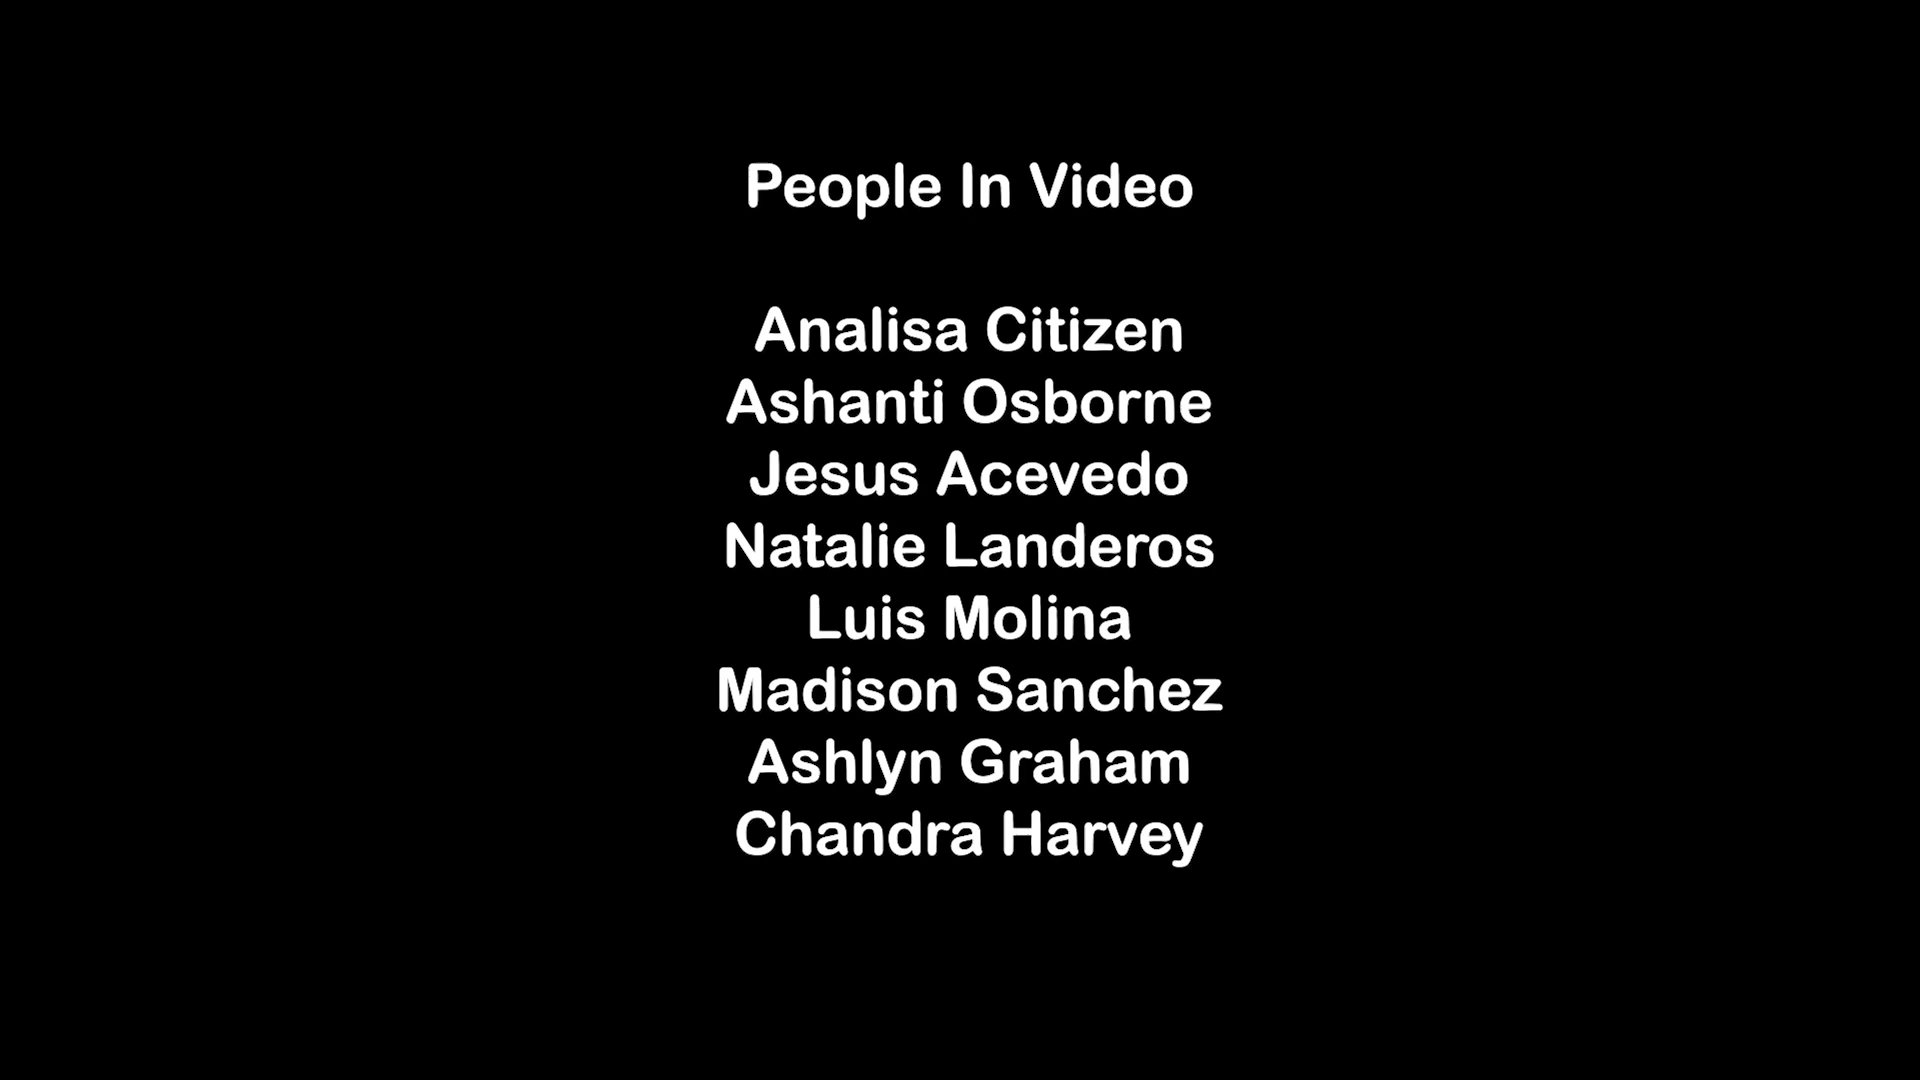 People In Video
Analisa Citizen
Ashanti Osborne
Jesus Acevedo
Natalie Landeros
Luis Molina
Madison Sanchez
Ashlyn Graham
Chandra Harvey